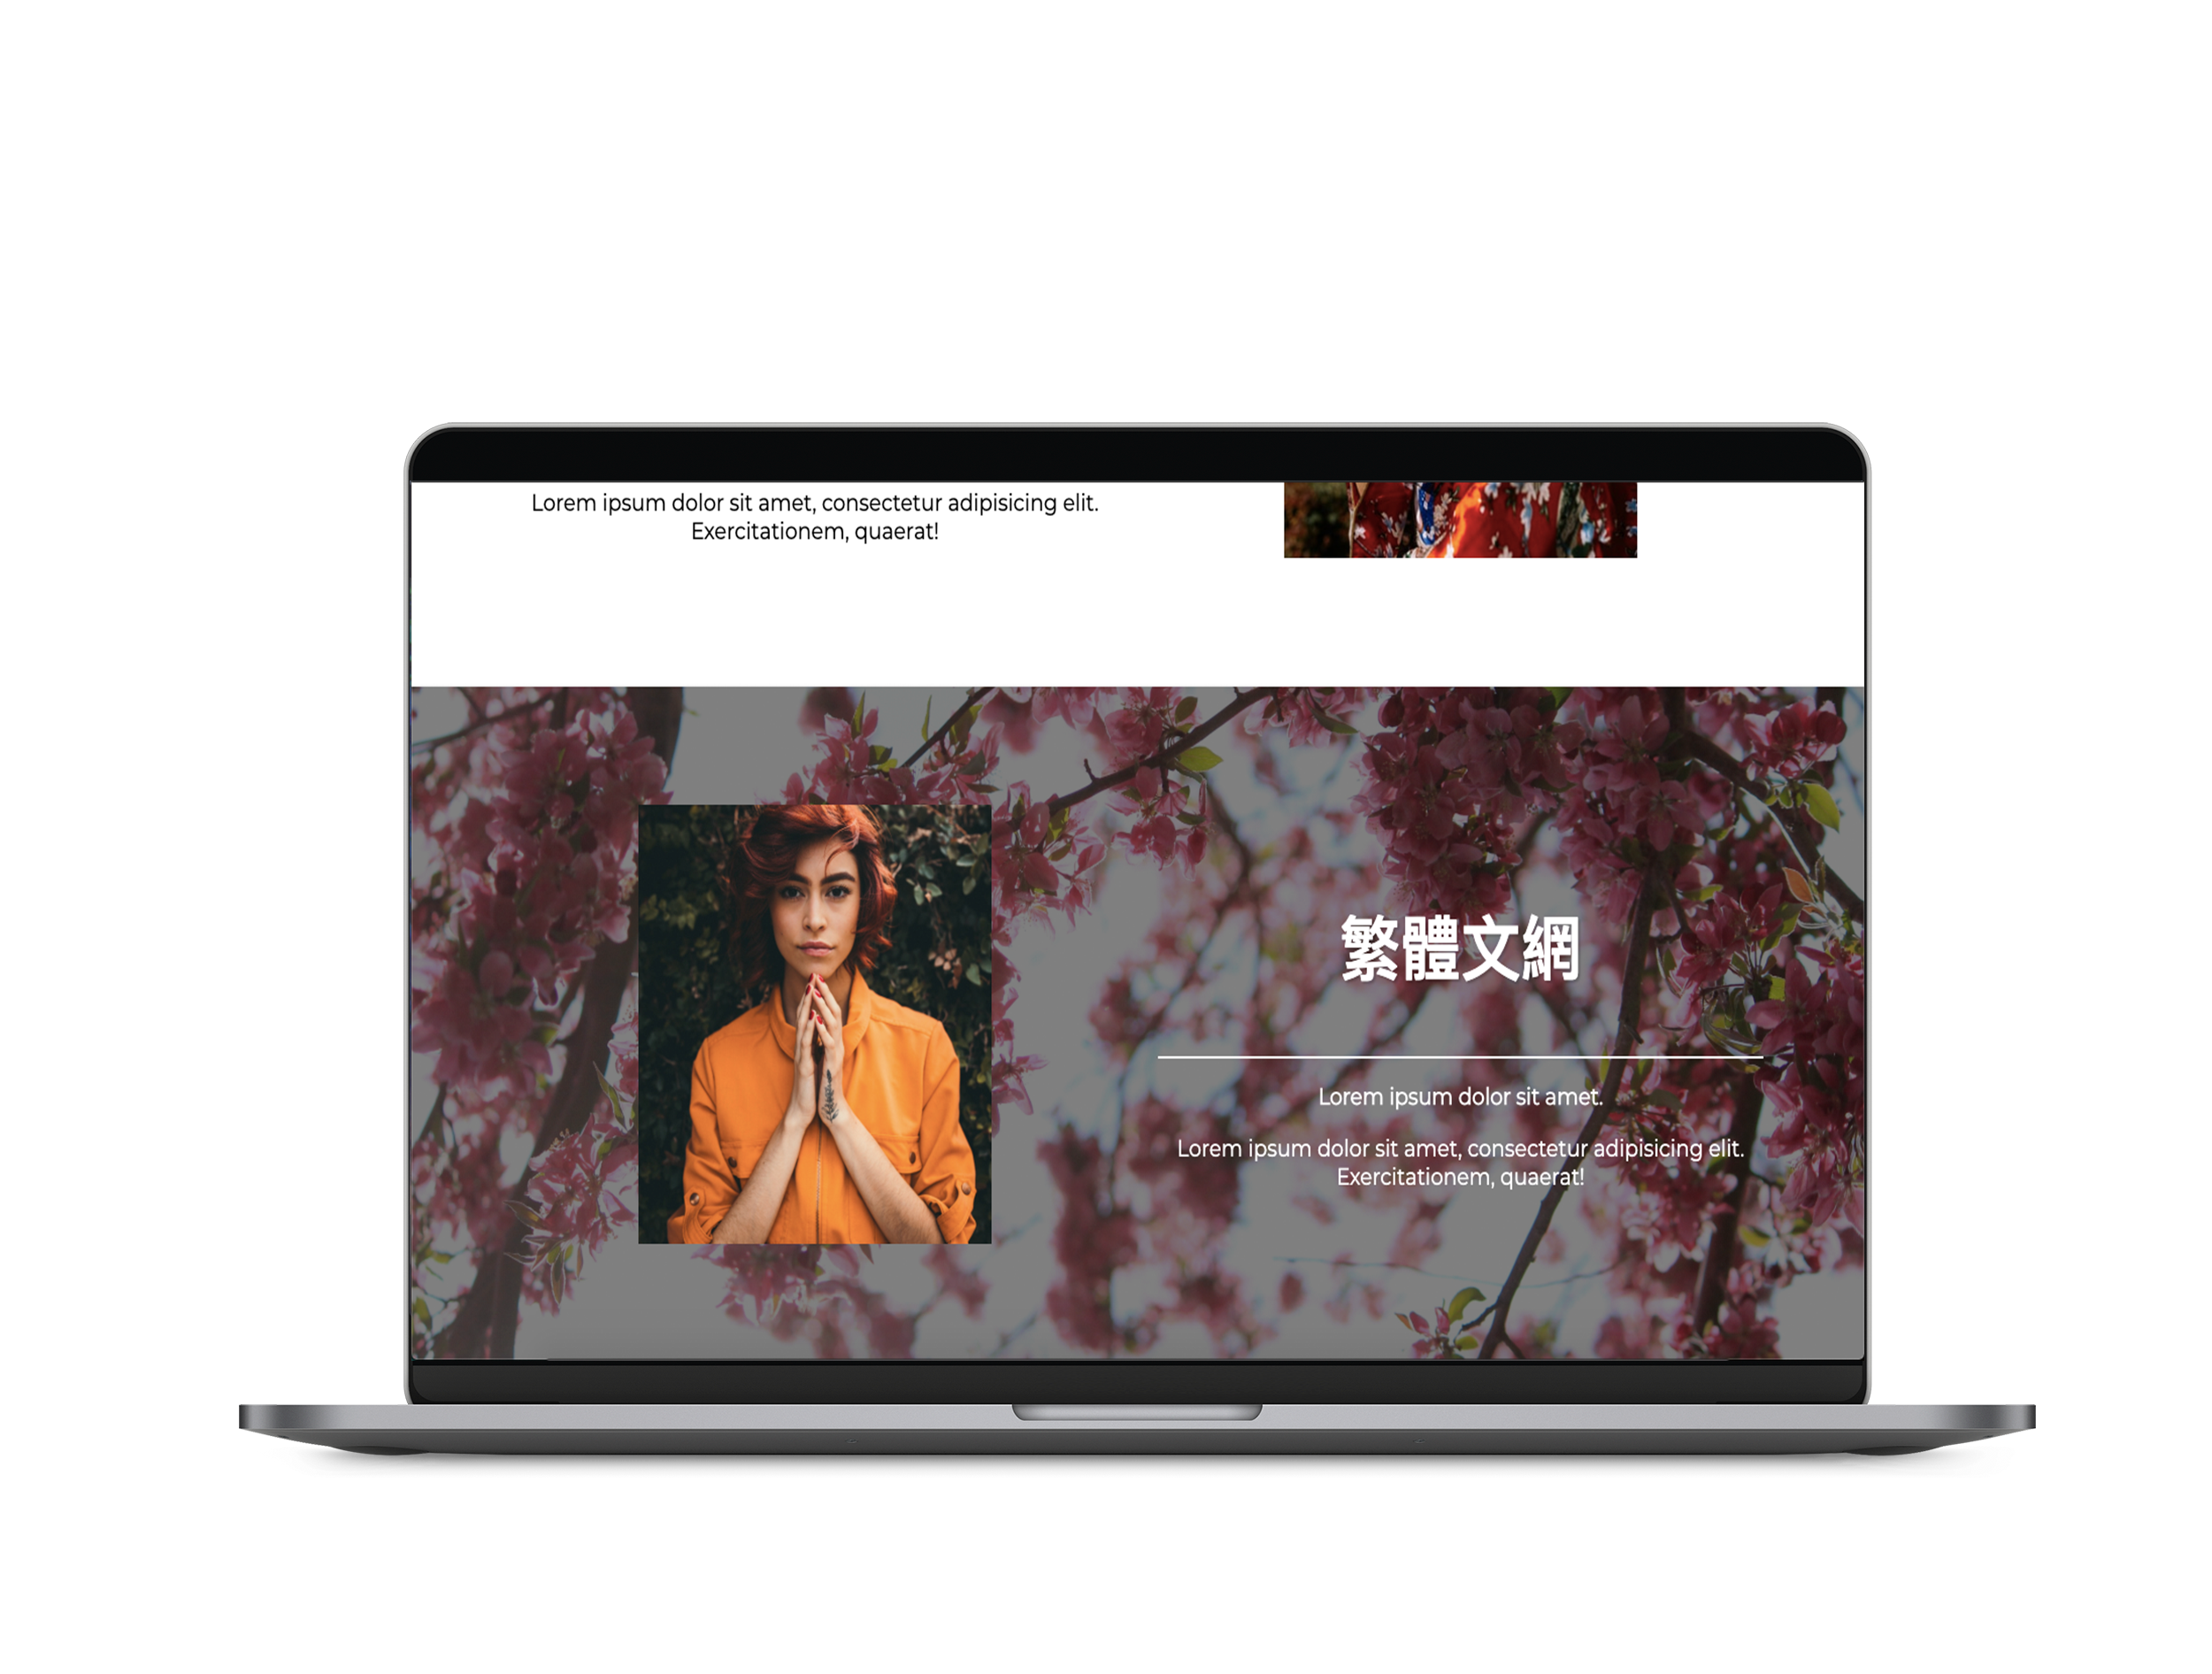 Lorem ipsum dolor sit amet, consectetur adipisicing elit.
Exercitationem, quaerat!
繁體文網
Lorem ipsum dolor sit amet.
Lorem ipsum dolor sit amet, consectetur adipisicing elit.
Exercitationem, quaerat!